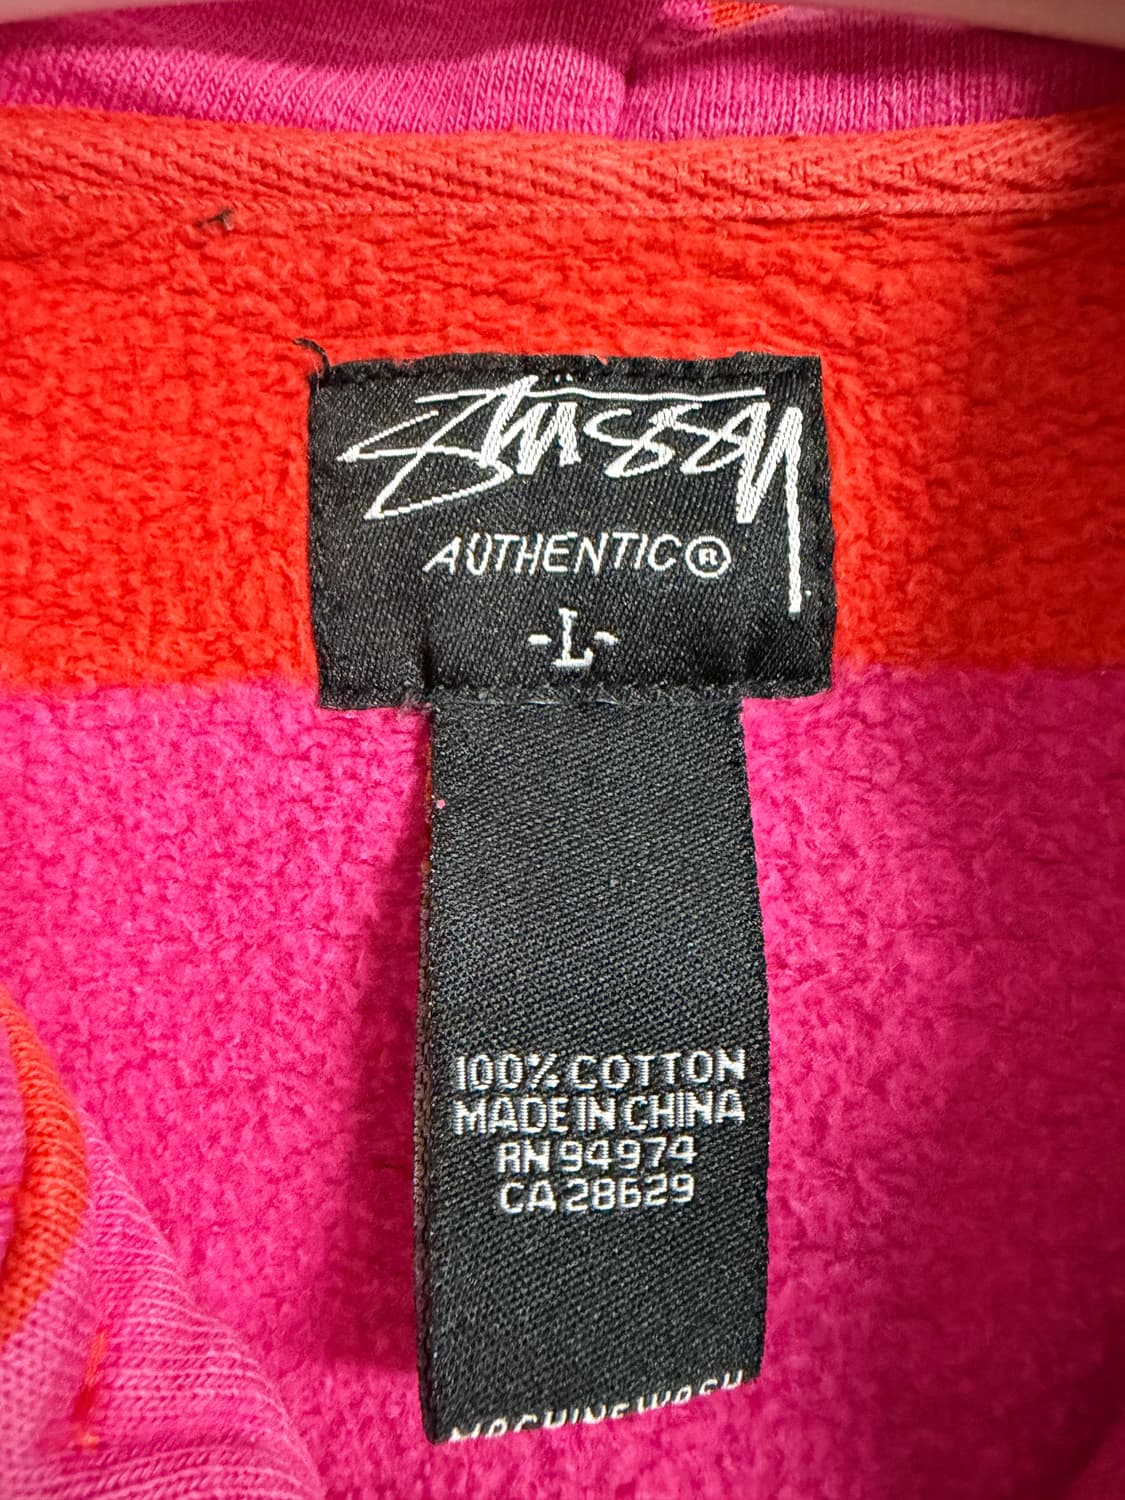 Stüssy
AUTHENTIC®
-L-
100% COTTON
MADE IN CHINA
RN 94974
CA 28629
MACHINE WASH